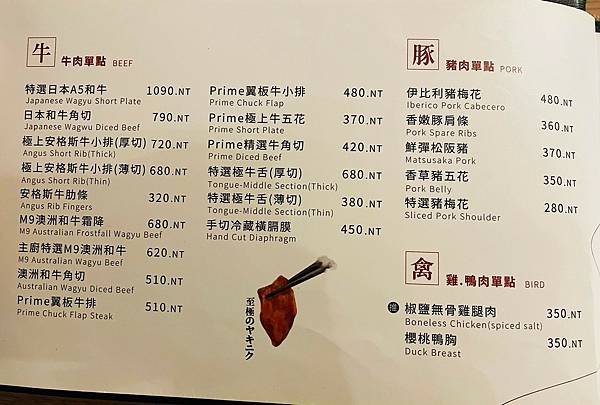 牛 牛肉單點 BEEF
特選日本A5和牛 1090.NT
Japanese Wagyu Short Plate
日本和牛角切 790.NT
Japanese Wagwu Diced Beef
極上安格斯牛小排(厚切) 720.NT
Angus Short Rib(Thick)
極上安格斯牛小排(薄切) 680.NT
Angus Short Rib(Thin)
安格斯牛肋條 320.NT
Angus Rib Fingers
M9澳洲和牛霜降 680.NT
M9 Australian Frostfall Wagyu Beef
主廚特選M9澳洲和牛 620.NT
M9 Australian Wagyu Beef
澳洲和牛角切 510.NT
Australian Wagyu Diced Beef
Prime翼板牛排 510.NT
Prime Chuck Flap Steak
Prime翼板牛小排 480.NT
Prime Chuck Flap
Prime極上牛五花 370.NT
Prime Short Plate
Prime精選牛角切 420.NT
Prime Diced Beef
特選極牛舌(厚切) 680.NT
Tongue-Middle Section(Thick)
特選極牛舌(薄切) 380.NT
Tongue-Middle Section(Thin)
手切冷藏橫膈膜 450.NT
Hand Cut Diaphragm
至極のヤキニク
豚 豬肉單點 PORK
伊比利豬梅花 480.NT
Iberico Pork Cabecero
香嫩豚肩條 360.NT
Pork Spare Ribs
鮮彈松阪豬 370.NT
Matsusaka Pork
香草豬五花 350.NT
Pork Belly
特選豬梅花 280.NT
Sliced Pork Shoulder
禽 雞.鴨肉單點 BIRD
椒鹽無骨雞腿肉 350.NT
Boneless Chicken(spiced salt)
櫻桃鴨胸 350.NT
Duck Breast